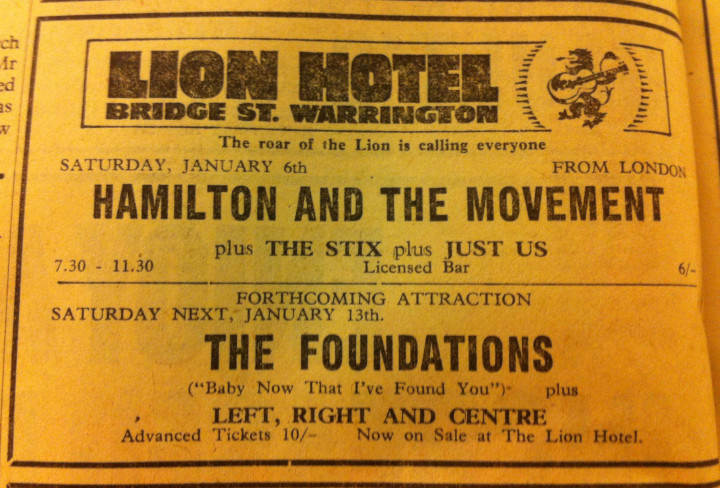 LION HOTEL
BRIDGE ST. WARRINGTON
The roar of the Lion is calling everyone
SATURDAY, JANUARY 6th FROM LONDON
HAMILTON AND THE MOVEMENT
plus THE STIX plus JUST US
7.30 - 11.30 Licensed Bar 6/-
FORTHCOMING ATTRACTION
SATURDAY NEXT, JANUARY 13th.
THE FOUNDATIONS
("Baby Now That I've Found You") plus
LEFT, RIGHT AND CENTRE
Advanced Tickets 10/- Now on Sale at The Lion Hotel.